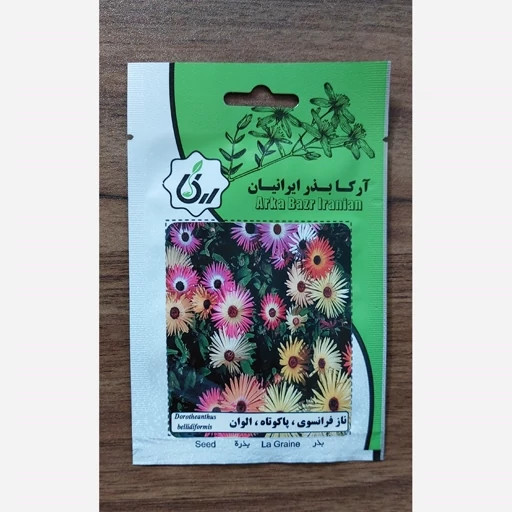 آرکا بذر ایرانیان
Arka Bazr Iranian
Dorotheanthus
bellidiformis
ناز فرانسوی ، پاکوتاه ، الوان
Seed بذرة La Graine بذر